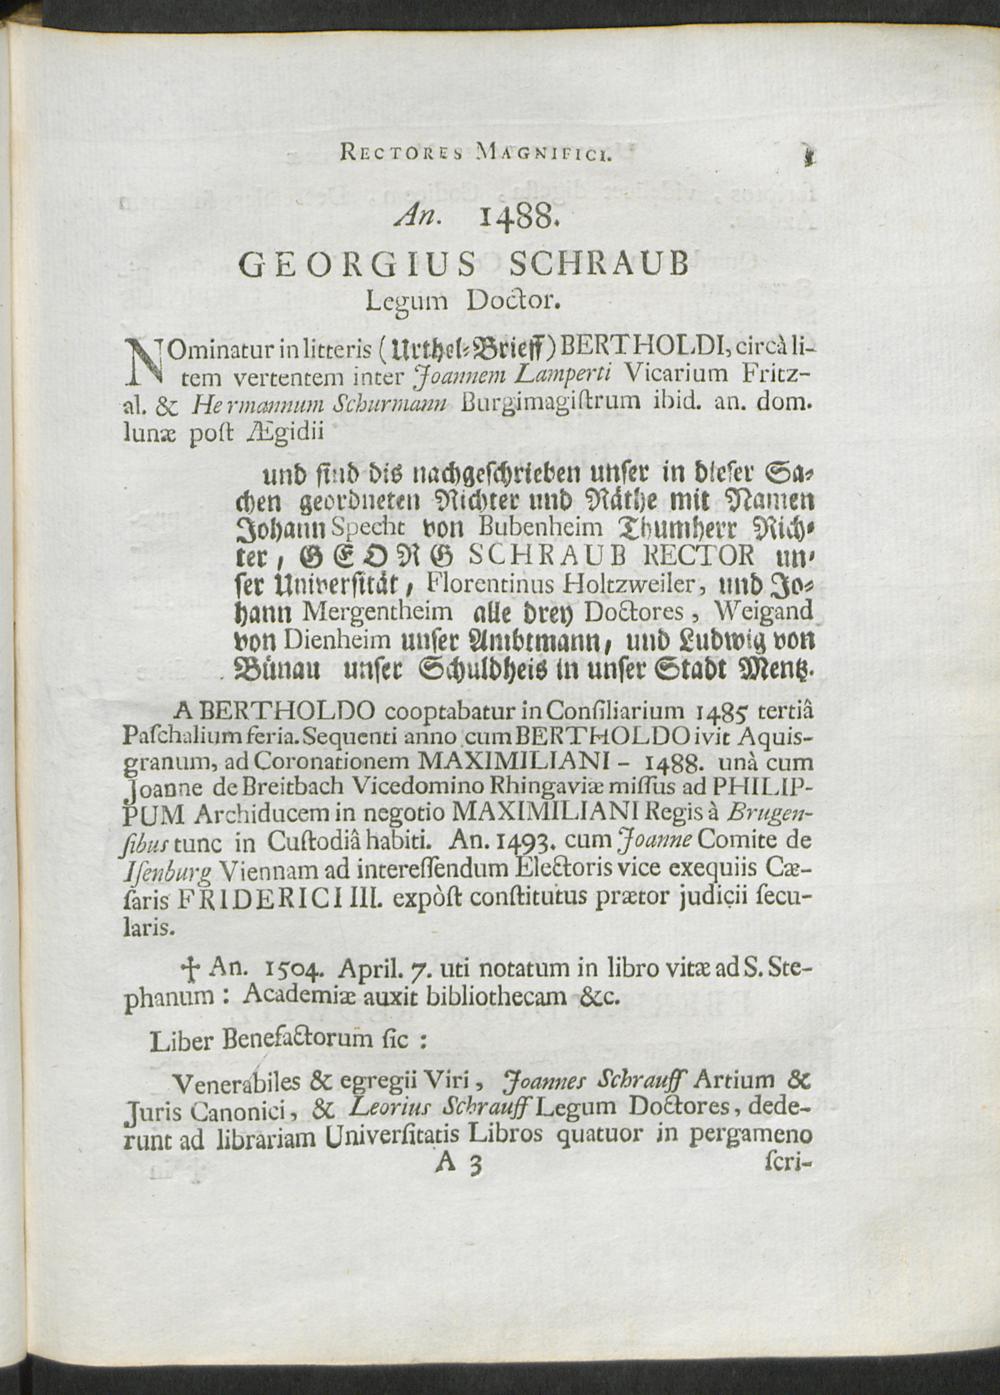 RECTORES MAGNIFICI.
An. 1488.
GEORGIUS SCHRAUB
Legum Doctor.
NOminatur in litteris (Urthel-Brieff) BERTHOLDI, circà li-
tem vertentem inter Joannem Lamperti Vicarium Fritz-
al. & Hermannum Schurmann Burgimagiſtrum ibid. an. dom.
lunæ poſt Ægidii
und ſind dis nachgeſchrieben unſer in dieſer Sa-
chen geordneten Richter und Räthe mit Namen
Johann Specht von Bubenheim Thumherr Rich-
ter, GEORG SCHRAUB RECTOR un-
ſer Univerſität, Florentinus Holtzweiler, und Jo-
hann Mergentheim alle drey Doctores, Weigand
von Dienheim unſer Ambtmann, und Ludwig von
Bünau unſer Schuldheis in unſer Stadt Mentz.
A BERTHOLDO cooptabatur in Conſiliarium 1485 tertiâ
Paſchalium feria. Sequenti anno cum BERTHOLDO ivit Aquis-
granum, ad Coronationem MAXIMILIANI - 1488. unà cum
Joanne de Breitbach Vicedomino Rhingaviæ miſſus ad PHILIP-
PUM Archiducem in negotio MAXIMILIANI Regis à Brugen-
ſibus tunc in Cuſtodiâ habiti. An. 1493. cum Joanne Comite de
Iſenburg Viennam ad intereſſendum Electoris vice exequiis Cæ-
ſaris FRIDERICI III. expòſt conſtitutus prætor judicii ſecu-
laris.
† An. 1504. April. 7. uti notatum in libro vitæ ad S. Ste-
phanum : Academiæ auxit bibliothecam &c.
Liber Benefactorum ſic :
Venerabiles & egregii Viri, Joannes Schrauff Artium &
Juris Canonici, & Leorius Schrauff Legum Doctores, dede-
runt ad librariam Univerſitatis Libros quatuor in pergameno
A 3 ſcri-